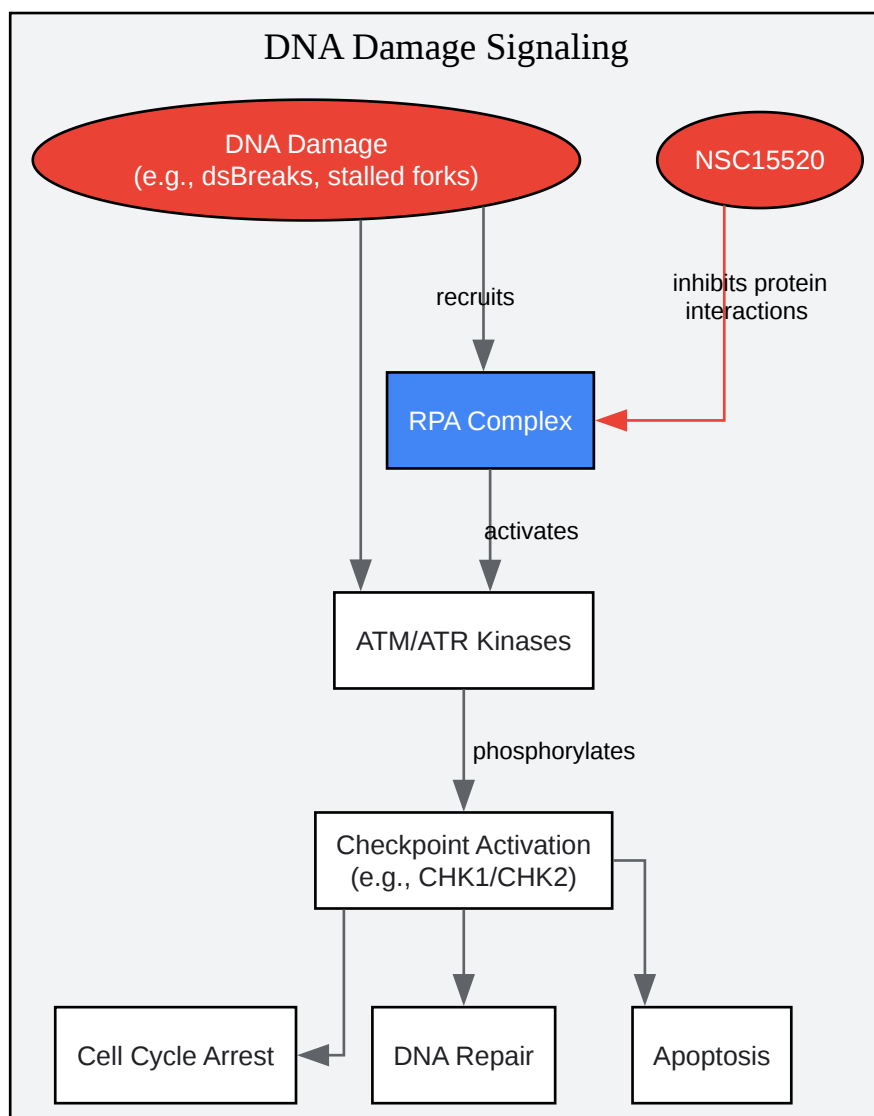 DNA Damage Signaling
DNA Damage
(e.g., dsBreaks, stalled forks)
NSC15520
recruits
inhibits protein
interactions
RPA Complex
activates
ATM/ATR Kinases
phosphorylates
Checkpoint Activation
(e.g., CHK1/CHK2)
Cell Cycle Arrest
DNA Repair
Apoptosis